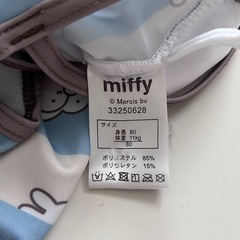 miffy
© Mercis bv
33250628
サイズ
身長 80
体重 11kg
80
ポリエステル 85%
ポリウレタン 15%